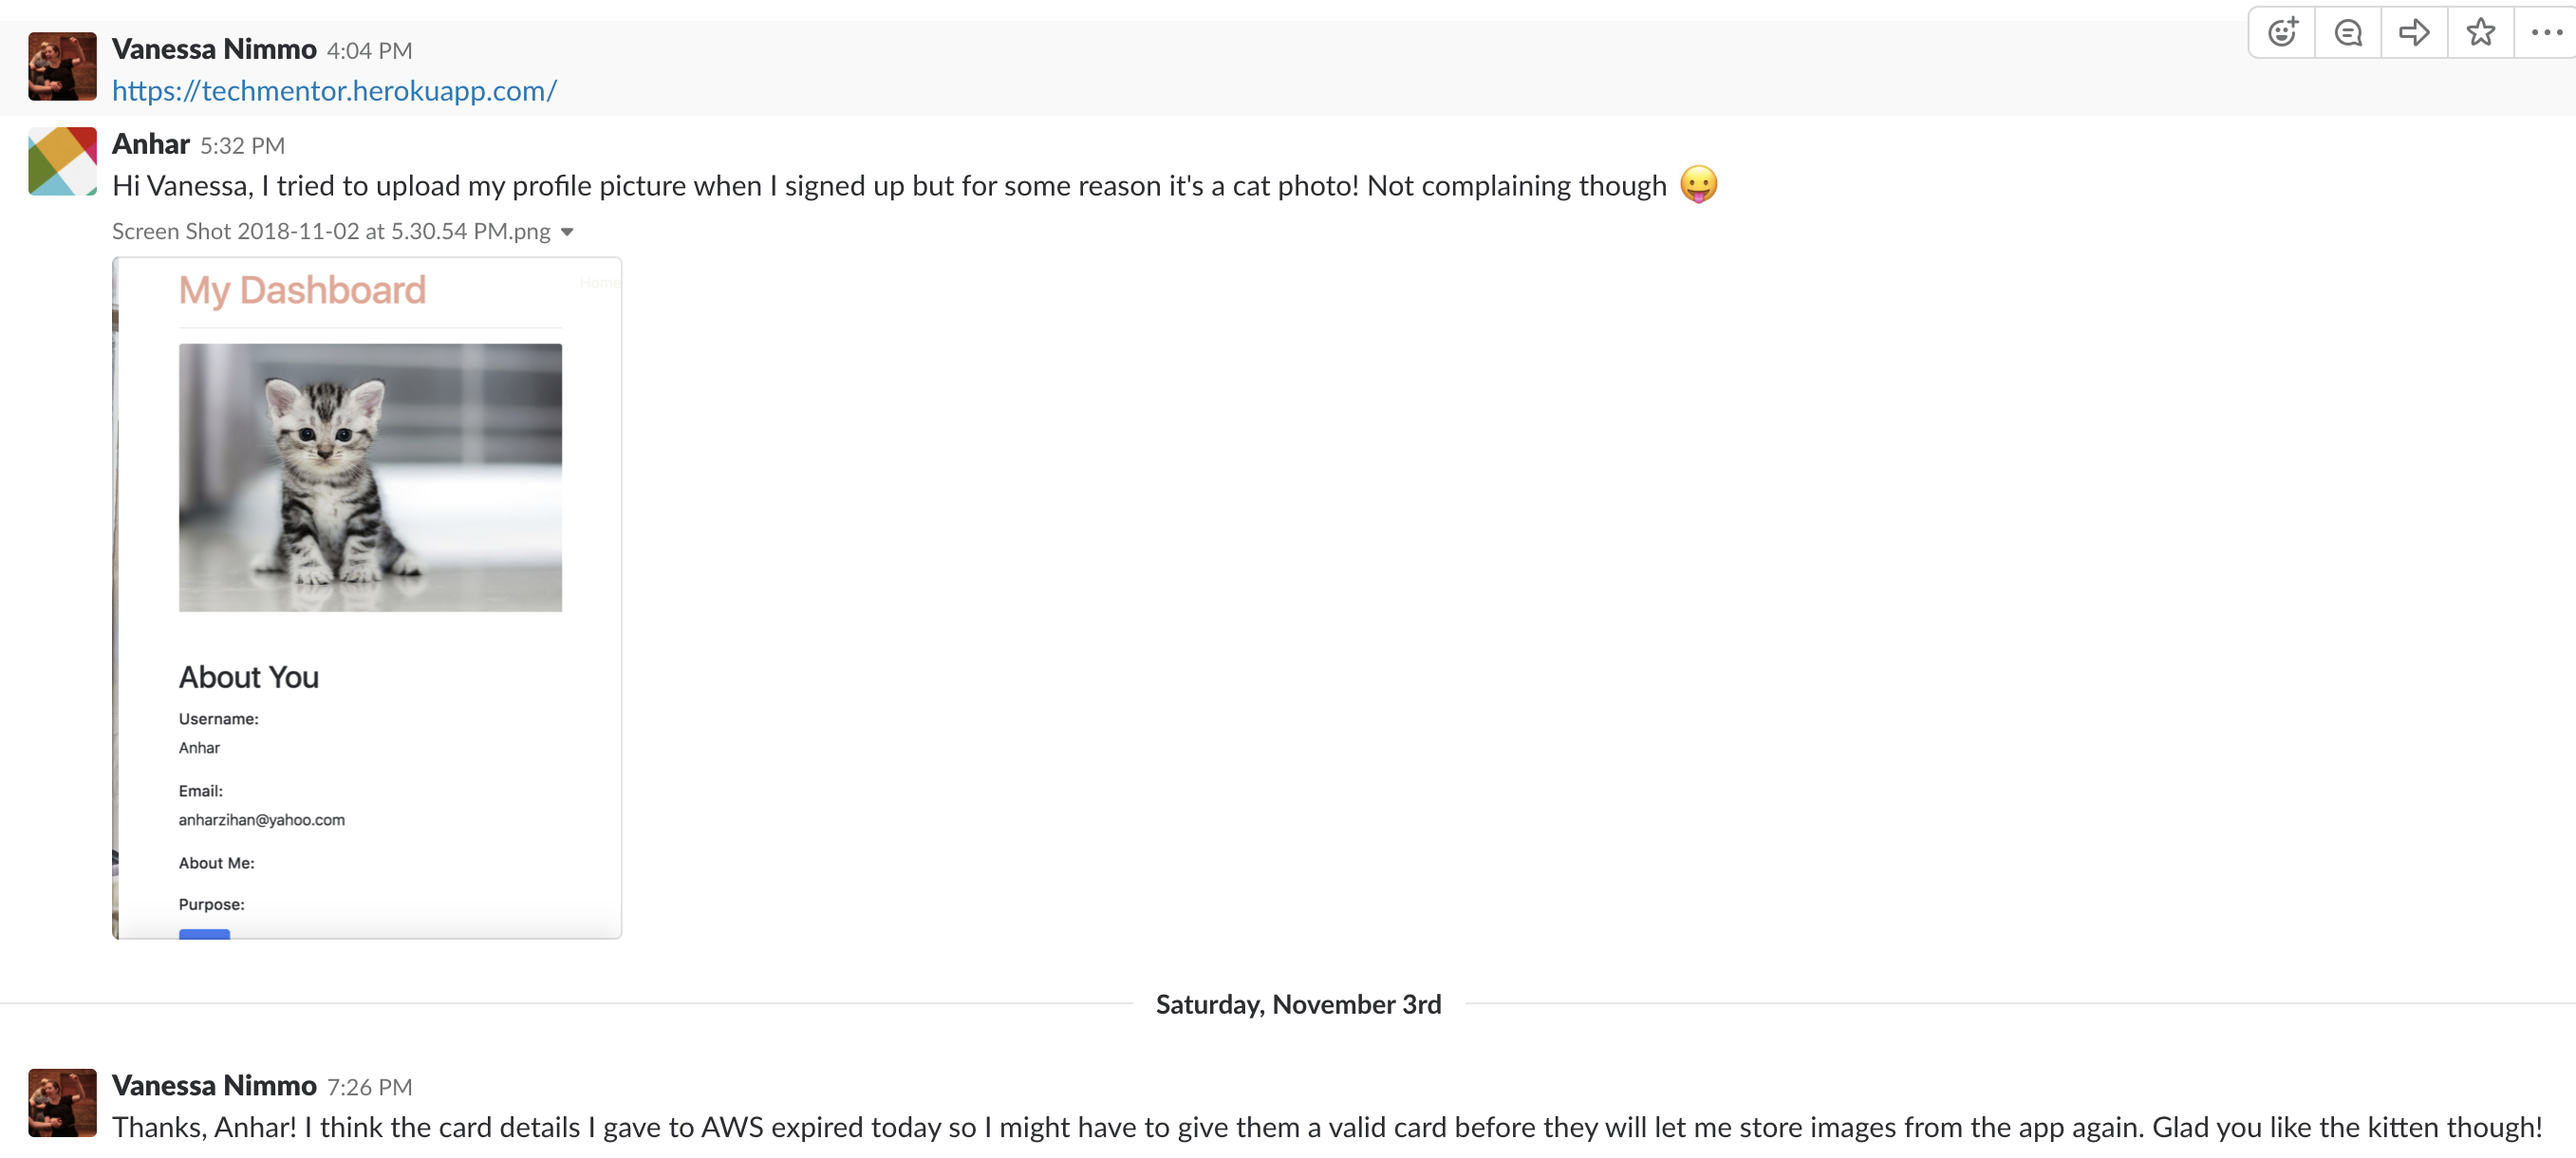 Vanessa Nimmo 4:04 PM
https://techmentor.herokuapp.com/
Anhar 5:32 PM
Hi Vanessa, I tried to upload my profile picture when I signed up but for some reason it's a cat photo! Not complaining though 😛
Screen Shot 2018-11-02 at 5.30.54 PM.png
My Dashboard
Home
About You
Username:
Anhar
Email:
anharzihan@yahoo.com
About Me:
Purpose:
Saturday, November 3rd
Vanessa Nimmo 7:26 PM
Thanks, Anhar! I think the card details I gave to AWS expired today so I might have to give them a valid card before they will let me store images from the app again. Glad you like the kitten though!